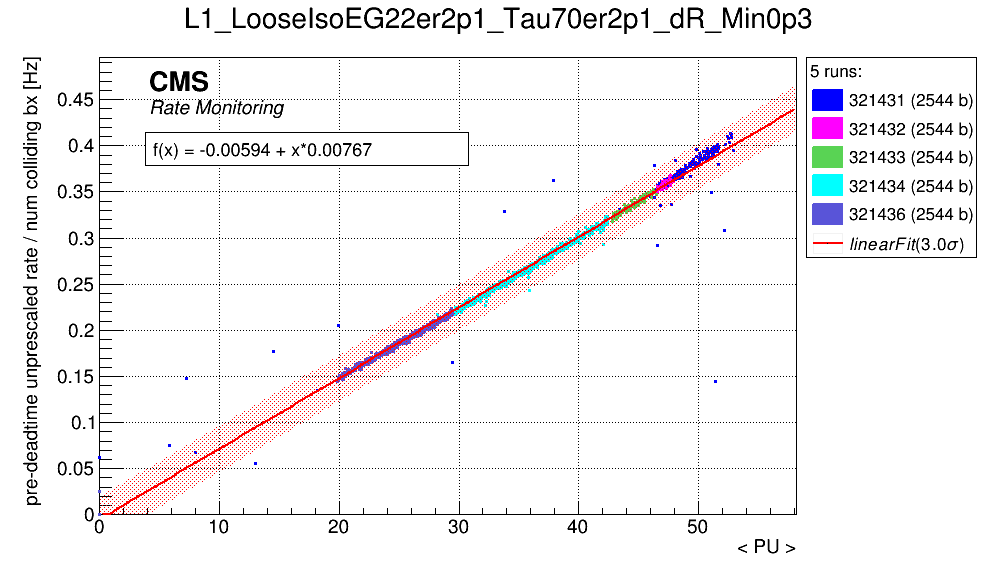 L1_LooseIsoEG22er2p1_Tau70er2p1_dR_Min0p3
pre-deadtime unprescaled rate / num colliding bx [Hz]
CMS
Rate Monitoring
f(x) = -0.00594 + x*0.00767
0.45
0.4
0.35
0.3
0.25
0.2
0.15
0.1
0.05
0
0 10 20 30 40 50
< PU >
5 runs:
321431 (2544 b)
321432 (2544 b)
321433 (2544 b)
321434 (2544 b)
321436 (2544 b)
linearFit(3.0σ)